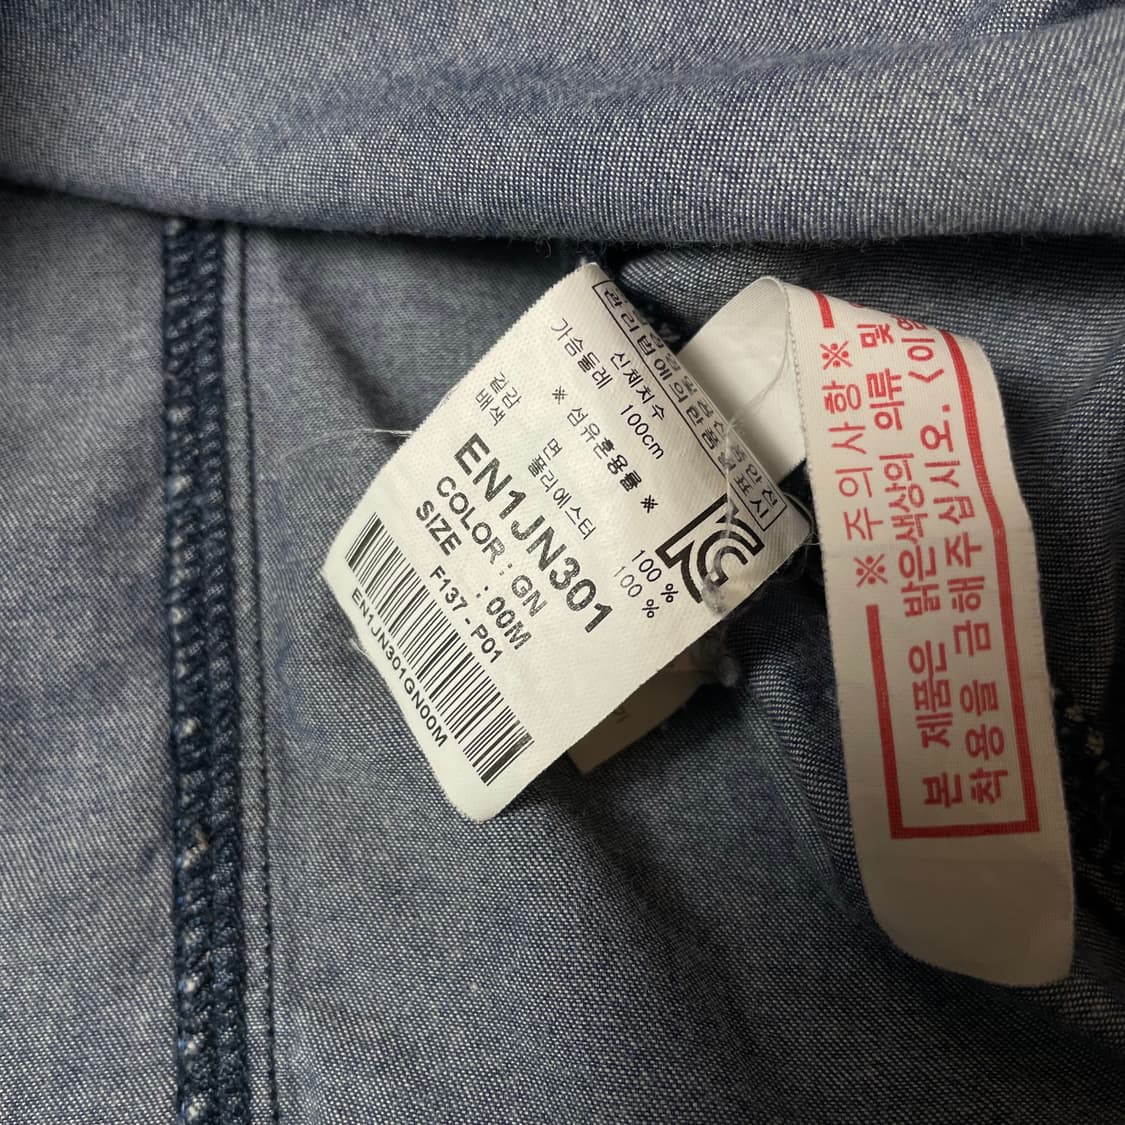 신체치수
가슴둘레 100cm
※ 섬유혼용률 ※
겉감 면 100 %
배색 폴리에스터 100 %
EN1JN301
COLOR : GN
SIZE : 00M
F137 - P01
EN1JN301GN00M
※ 주의사항 ※
※
본 제품은 밝은색상의 의류 및
착용을 금해주십시오. <이염